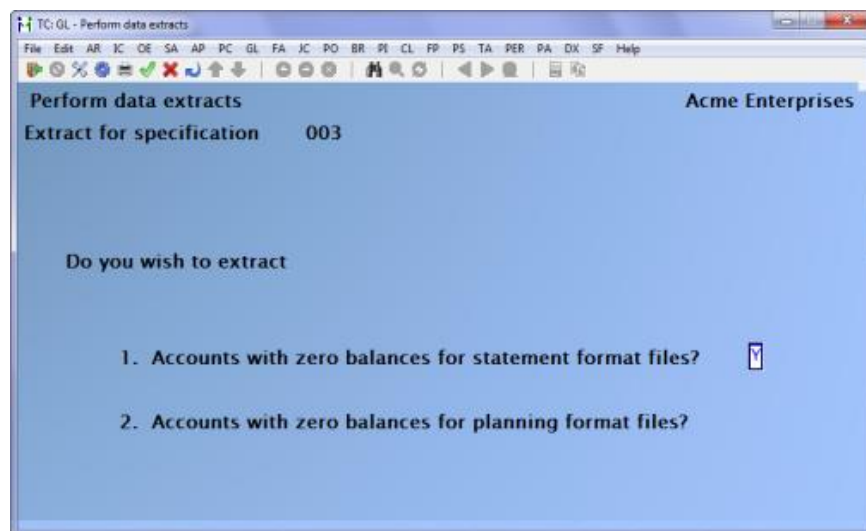 TC: GL - Perform data extracts
File Edit AR IC OE SA AP PC GL FA JC PO BR PI CL FP PS TA PER PA DX SF Help
Perform data extracts Acme Enterprises
Extract for specification 003
Do you wish to extract
1. Accounts with zero balances for statement format files? Y
2. Accounts with zero balances for planning format files?